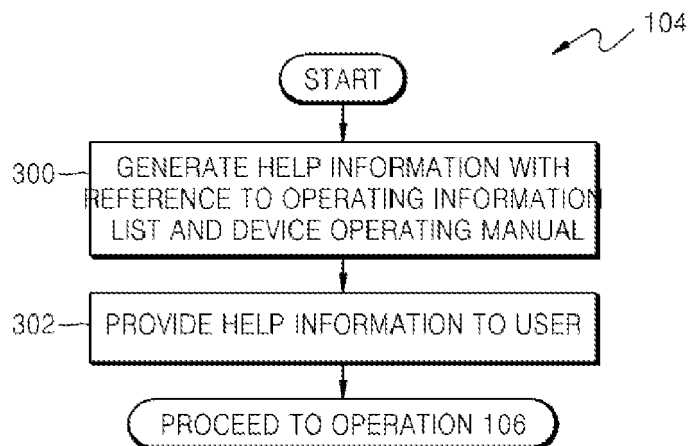 104
START
300
GENERATE HELP INFORMATION WITH
REFERENCE TO OPERATING INFORMATION
LIST AND DEVICE OPERATING MANUAL
302
PROVIDE HELP INFORMATION TO USER
PROCEED TO OPERATION 106